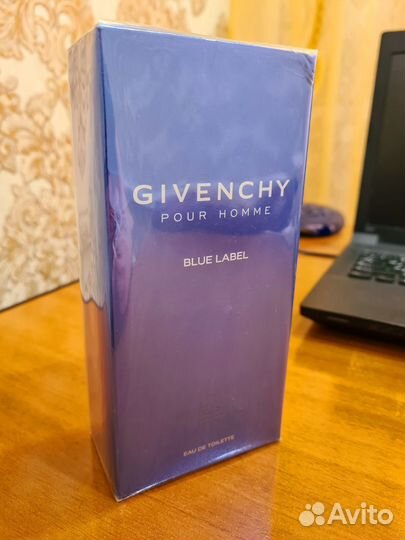 GIVENCHY
POUR HOMME
BLUE LABEL
EAU DE TOILETTE
Avito